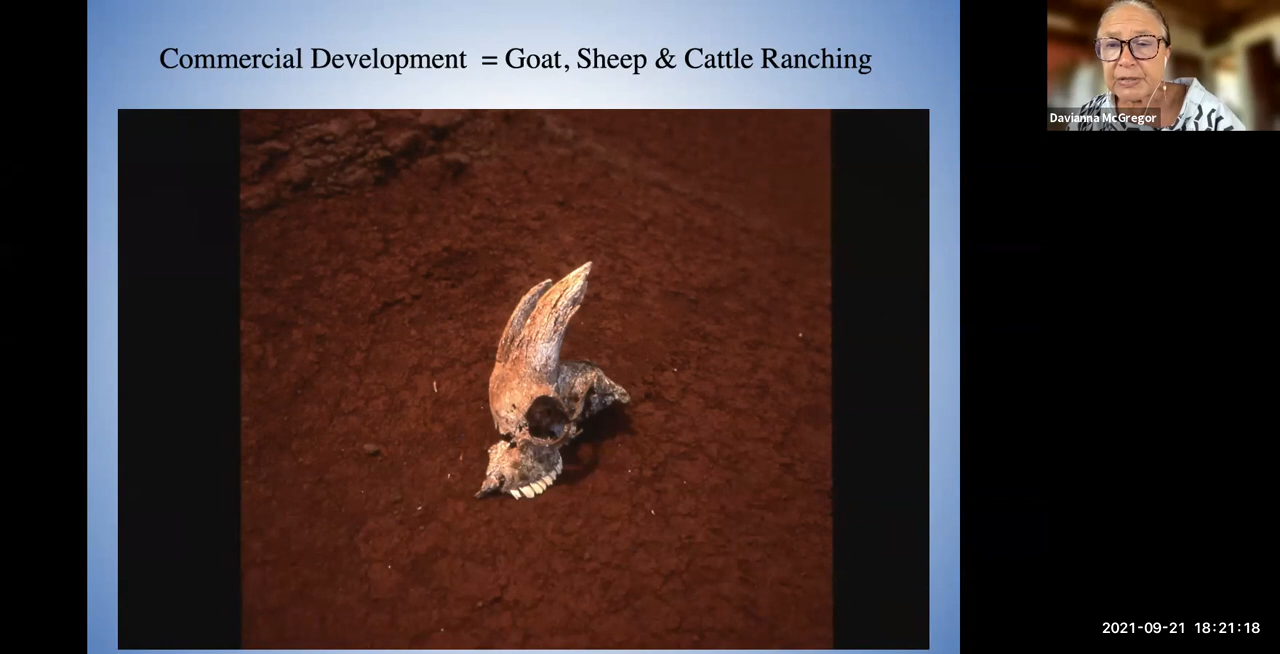 Commercial Development = Goat, Sheep & Cattle Ranching
Davianna McGregor
2021-09-21 18:21:18